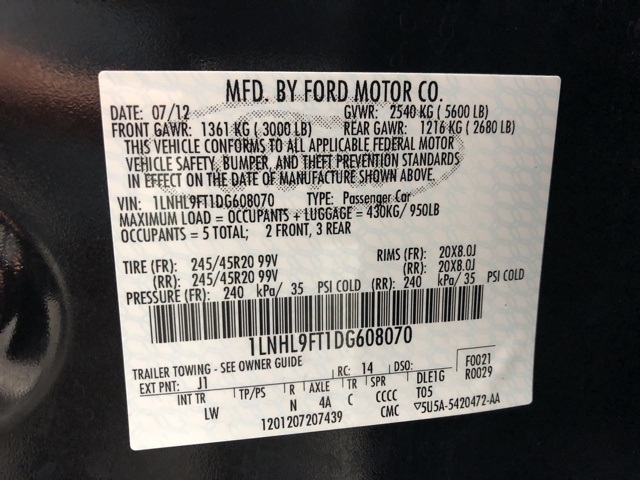 MFD. BY FORD MOTOR CO.
DATE: 07/12 GVWR: 2540 KG ( 5600 LB)
FRONT GAWR: 1361 KG ( 3000 LB) REAR GAWR: 1216 KG ( 2680 LB)
THIS VEHICLE CONFORMS TO ALL APPLICABLE FEDERAL MOTOR
VEHICLE SAFETY, BUMPER, AND THEFT PREVENTION STANDARDS
IN EFFECT ON THE DATE OF MANUFACTURE SHOWN ABOVE.
VIN: 1LNHL9FT1DG608070 TYPE: Passenger Car
MAXIMUM LOAD = OCCUPANTS + LUGGAGE = 430KG/ 950LB
OCCUPANTS = 5 TOTAL; 2 FRONT, 3 REAR
TIRE (FR): 245/45R20 99V RIMS (FR): 20X8.0J
(RR): 245/45R20 99V (RR): 20X8.0J
PRESSURE (FR): 240 kPa/ 35 PSI COLD (RR): 240 kPa/ 35 PSI COLD
1LNHL9FT1DG608070
TRAILER TOWING - SEE OWNER GUIDE RC: 14 DSO: F0021
EXT PNT: J1 R0029
INT TR TP/PS R AXLE TR SPR DLE1G
LW N 4A C CCCC T05
1201207207439 CMC ▽5U5A-5420472-AA